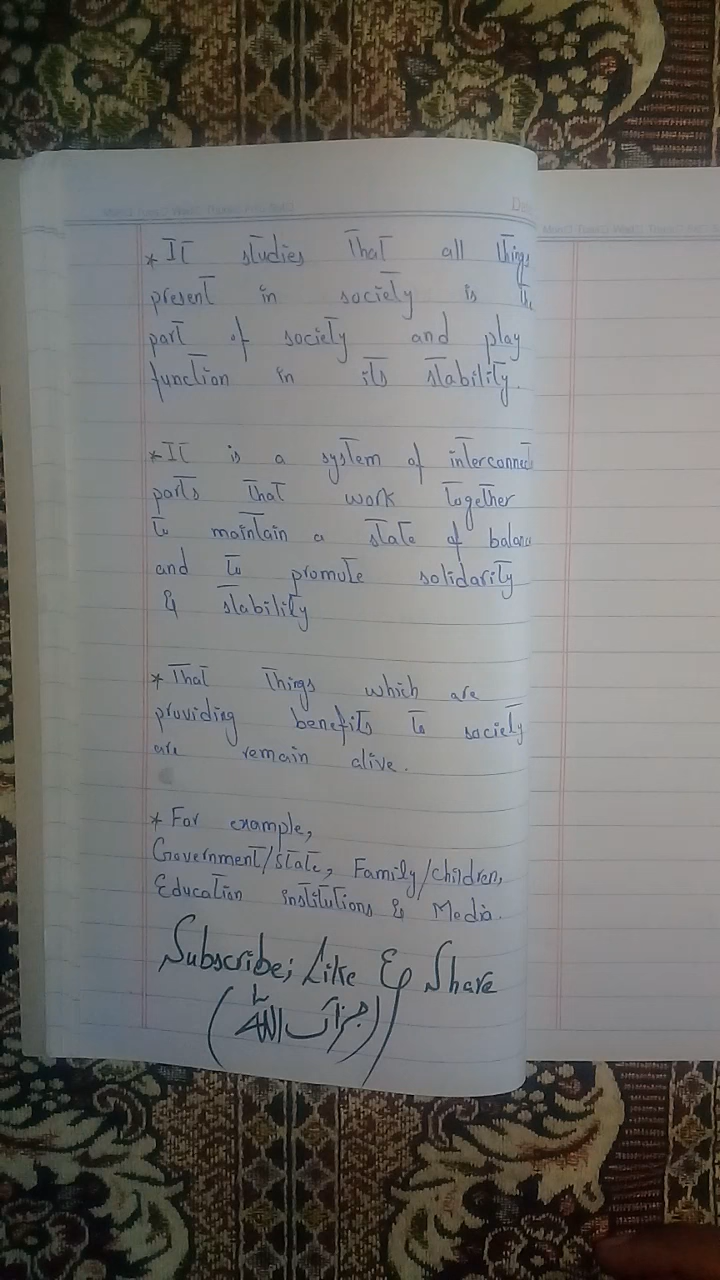 * It studies that all things
present in society is the
part of society and play
function in its stability.
* It is a system of interconnec
parts that work together
to maintain a state of balanc
and to promote solidarity
& stability
* That things which are
providing benefits to society
are remain alive.
* For example,
Government/state, Family/children,
Education institutions & Media.
Subscribe; Like & Share
(جزاک اللہ)